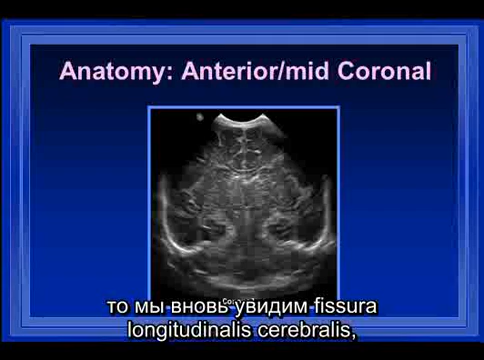 Anatomy: Anterior/mid Coronal
то мы вновь увидим fissura
longitudinalis cerebralis,